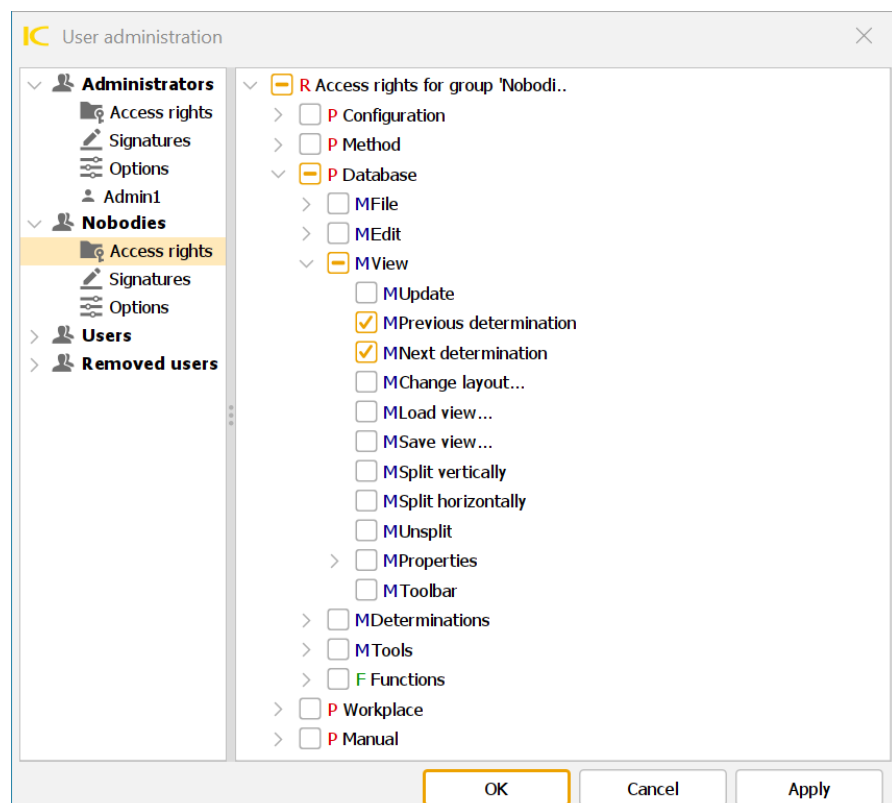 IC User administration
Administrators
Access rights
Signatures
Options
Admin1
Nobodies
Access rights
Signatures
Options
Users
Removed users
R Access rights for group 'Nobodi..
P Configuration
P Method
P Database
M File
M Edit
M View
M Update
M Previous determination
M Next determination
M Change layout...
M Load view...
M Save view...
M Split vertically
M Split horizontally
M Unsplit
M Properties
M Toolbar
M Determinations
M Tools
F Functions
P Workplace
P Manual
OK Cancel Apply